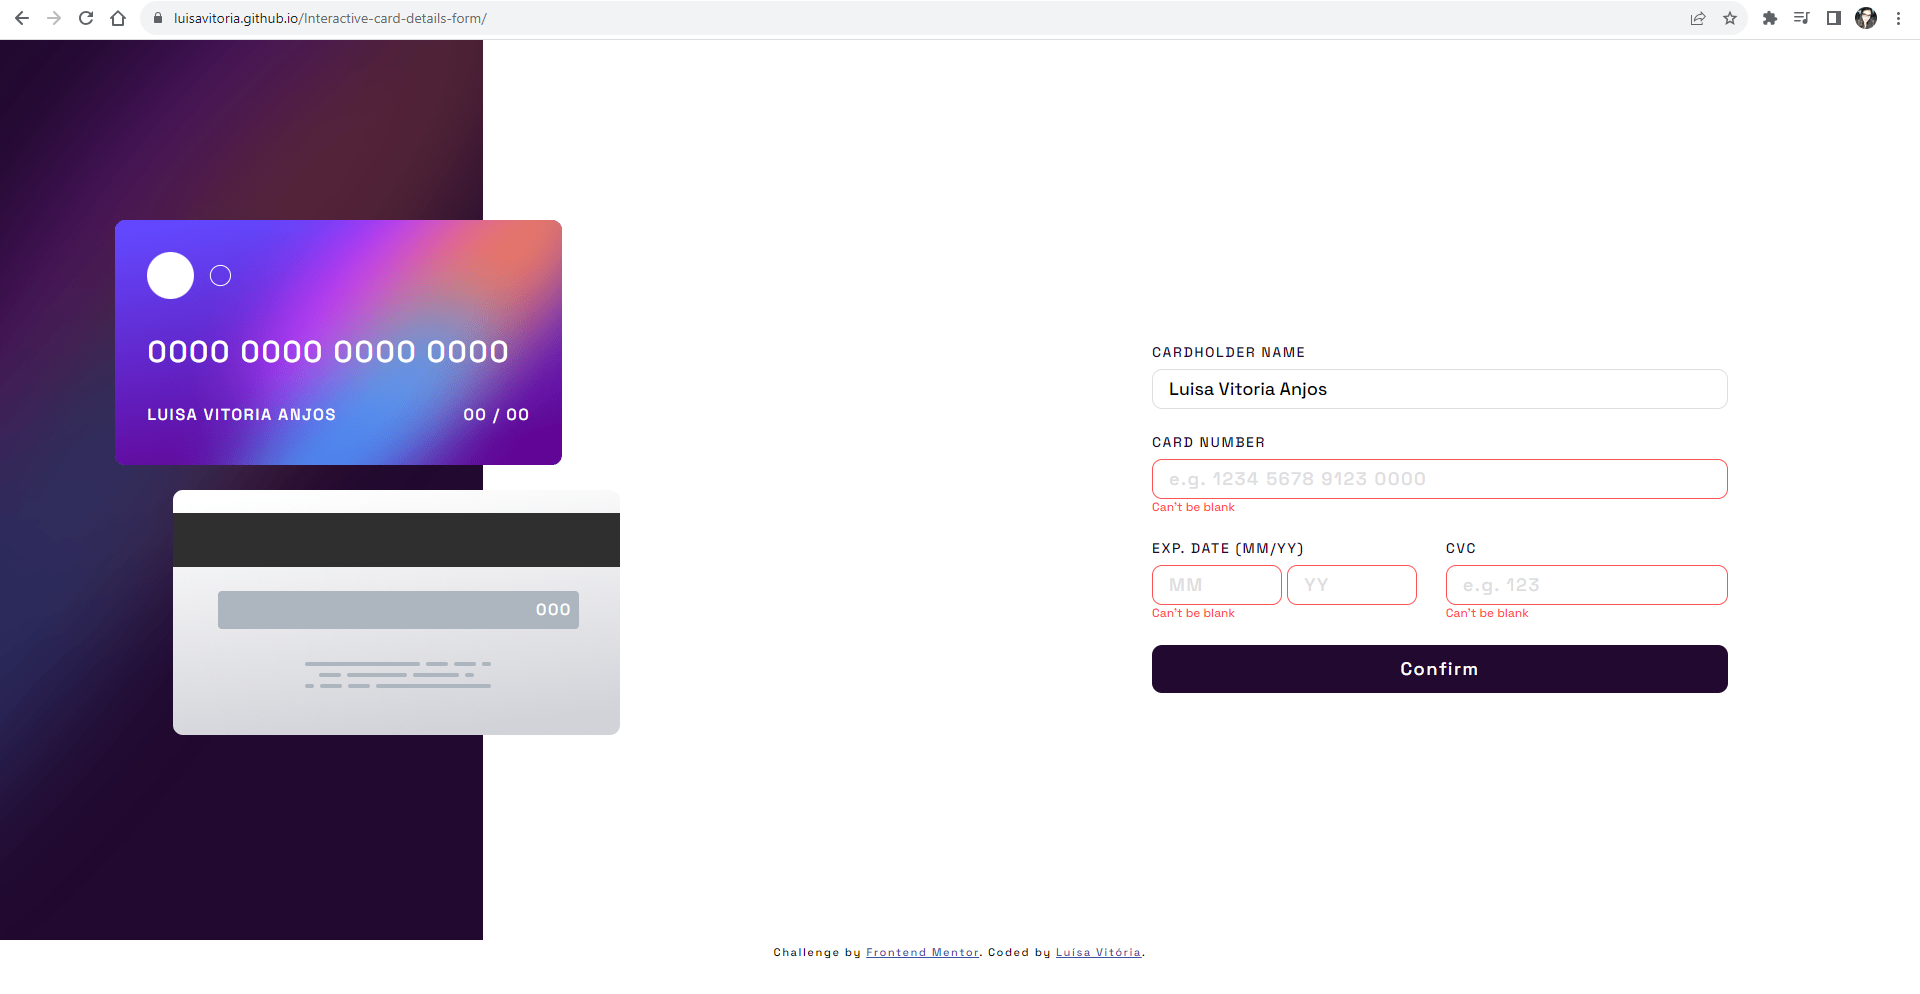 luisavitoria.github.io/Interactive-card-details-form/
0000 0000 0000 0000
LUISA VITORIA ANJOS
00 / 00
000
CARDHOLDER NAME
Luisa Vitoria Anjos
CARD NUMBER
e.g. 1234 5678 9123 0000
Can't be blank
EXP. DATE (MM/YY)
CVC
MM
YY
e.g. 123
Can't be blank
Can't be blank
Confirm
Challenge by Frontend Mentor. Coded by Luísa Vitória.